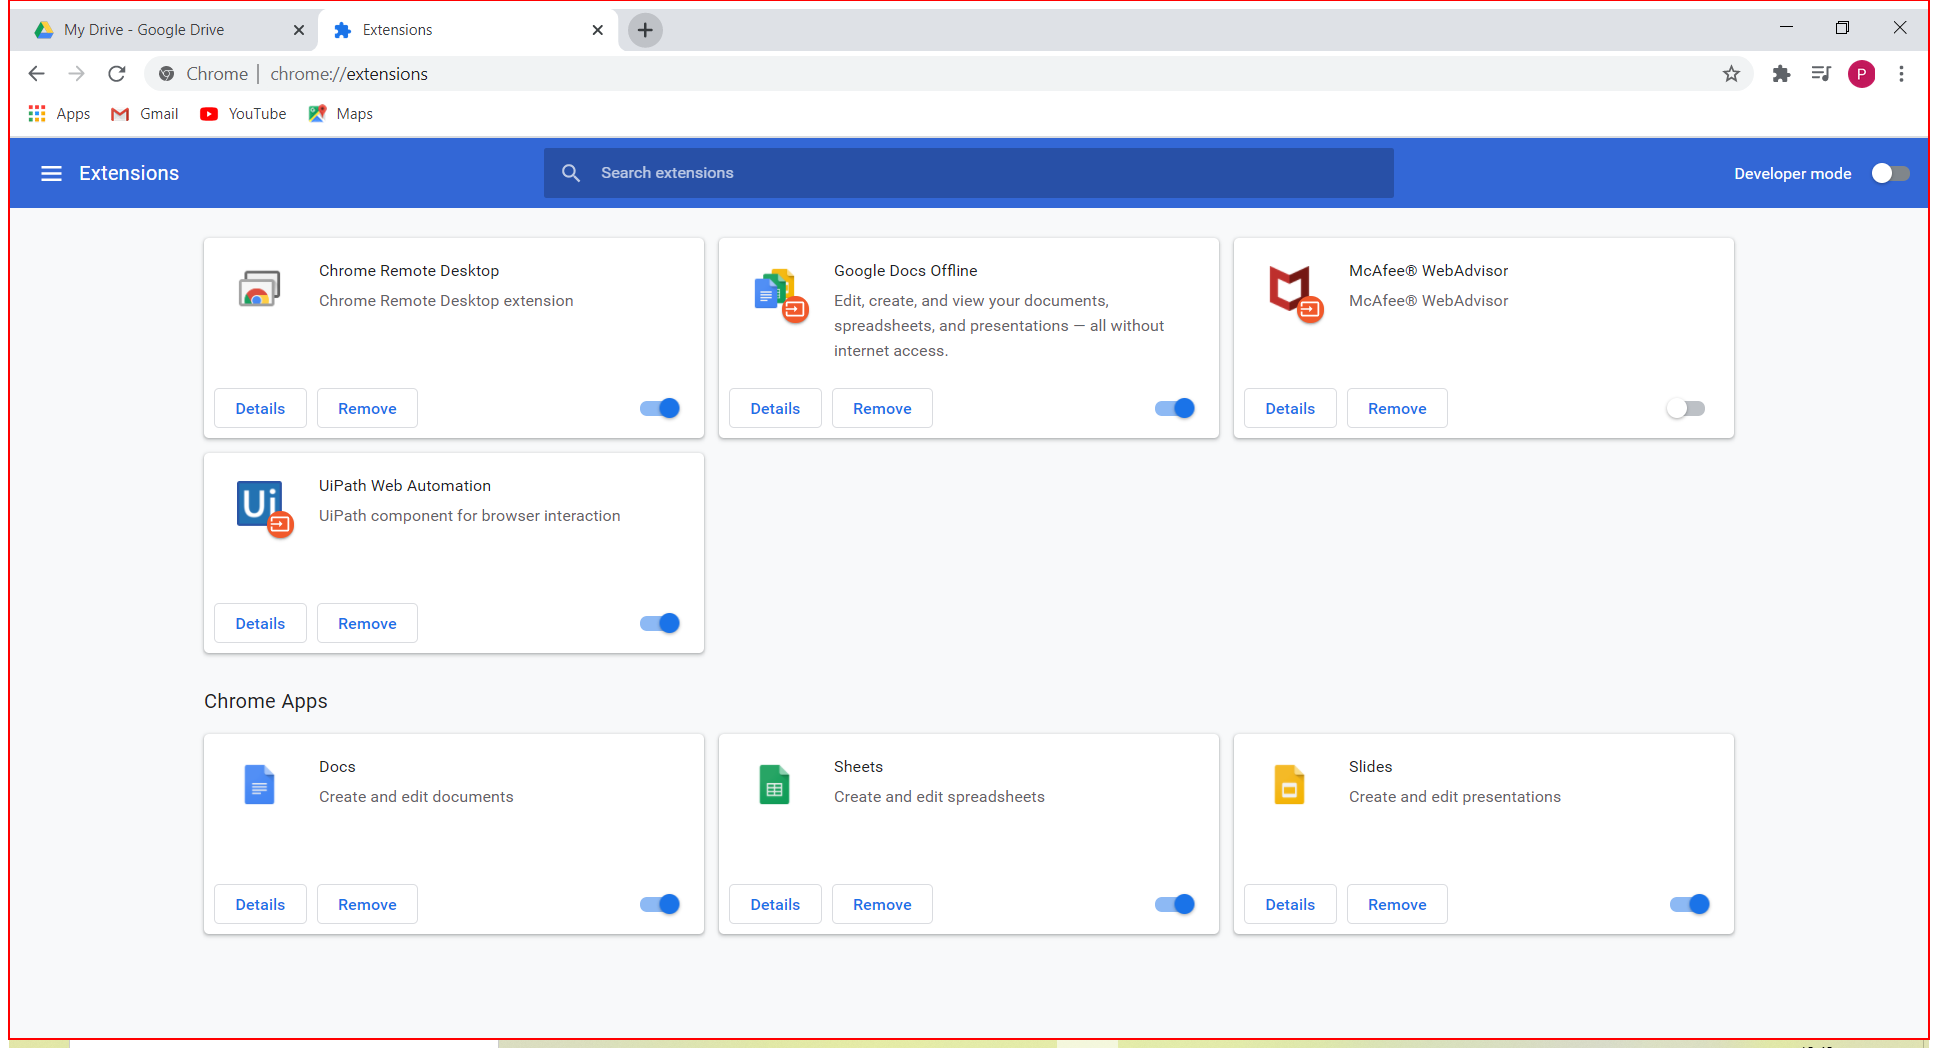 My Drive - Google Drive
Extensions
Chrome | chrome://extensions
P
Apps
Gmail
YouTube
Maps
Extensions
Search extensions
Developer mode
Chrome Remote Desktop
Chrome Remote Desktop extension
Details
Remove
Google Docs Offline
Edit, create, and view your documents,
spreadsheets, and presentations — all without
internet access.
Details
Remove
McAfee® WebAdvisor
McAfee® WebAdvisor
Details
Remove
Ui
UiPath Web Automation
UiPath component for browser interaction
Details
Remove
Chrome Apps
Docs
Create and edit documents
Details
Remove
Sheets
Create and edit spreadsheets
Details
Remove
Slides
Create and edit presentations
Details
Remove